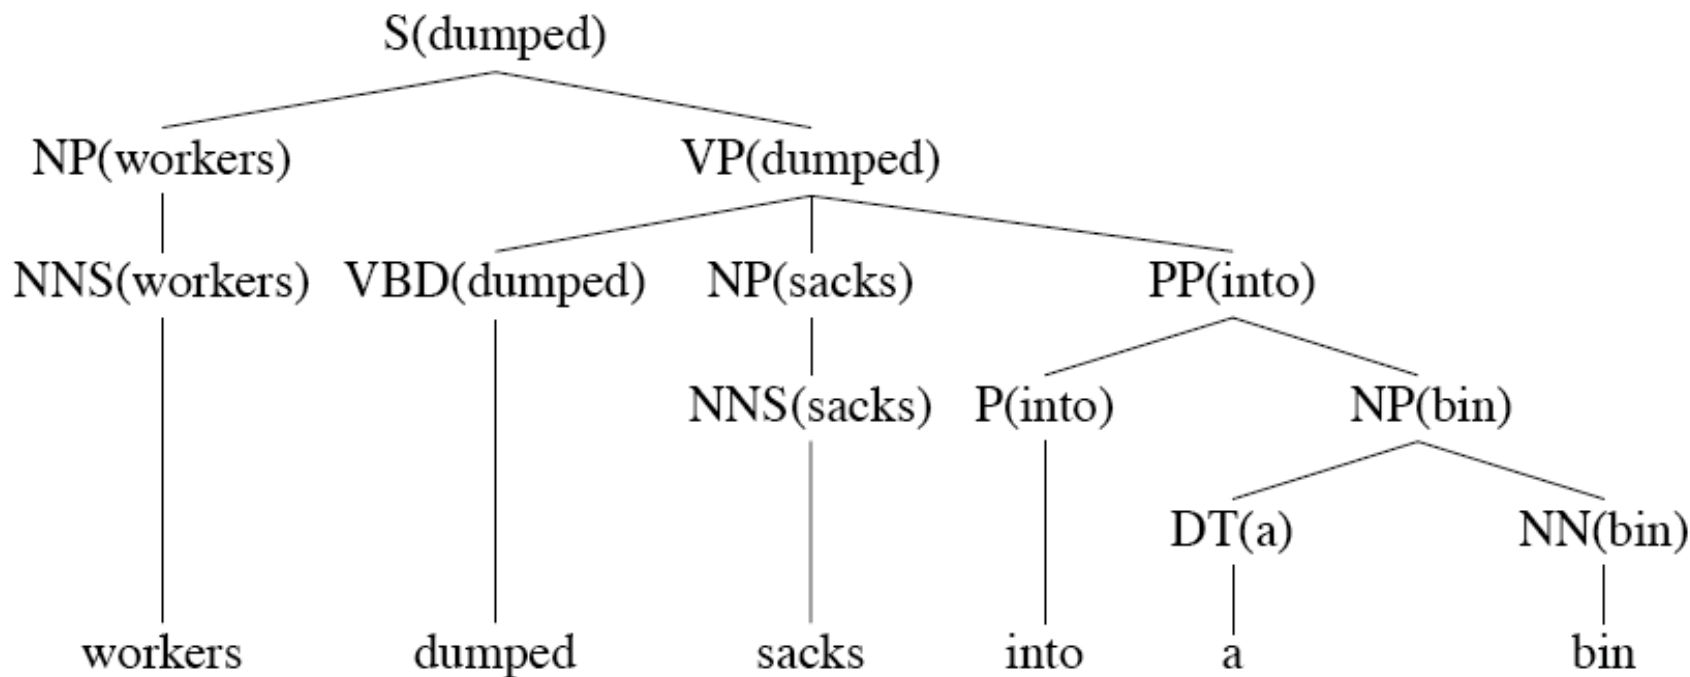 S(dumped)
NP(workers) VP(dumped)
NNS(workers) VBD(dumped) NP(sacks) PP(into)
NNS(sacks) P(into) NP(bin)
DT(a) NN(bin)
workers dumped sacks into a bin